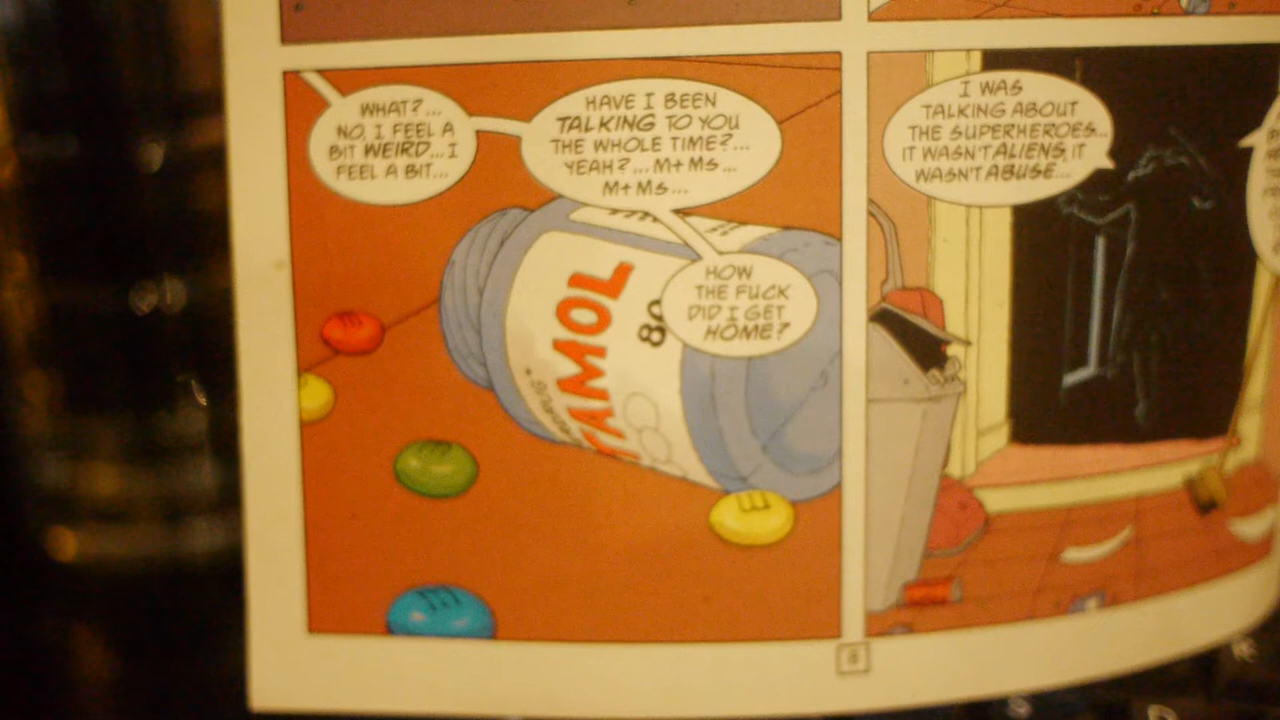 WHAT?...
NO, I FEEL A
BIT WEIRD... I
FEEL A BIT...
HAVE I BEEN
TALKING TO YOU
THE WHOLE TIME?...
YEAH?... M+MS...
M+MS...
HOW
THE FUCK
DID I GET
HOME?
TAMOL
80
m
I WAS
TALKING ABOUT
THE SUPERHEROES...
IT WASN'T ALIENS, IT
WASN'T ABUSE...